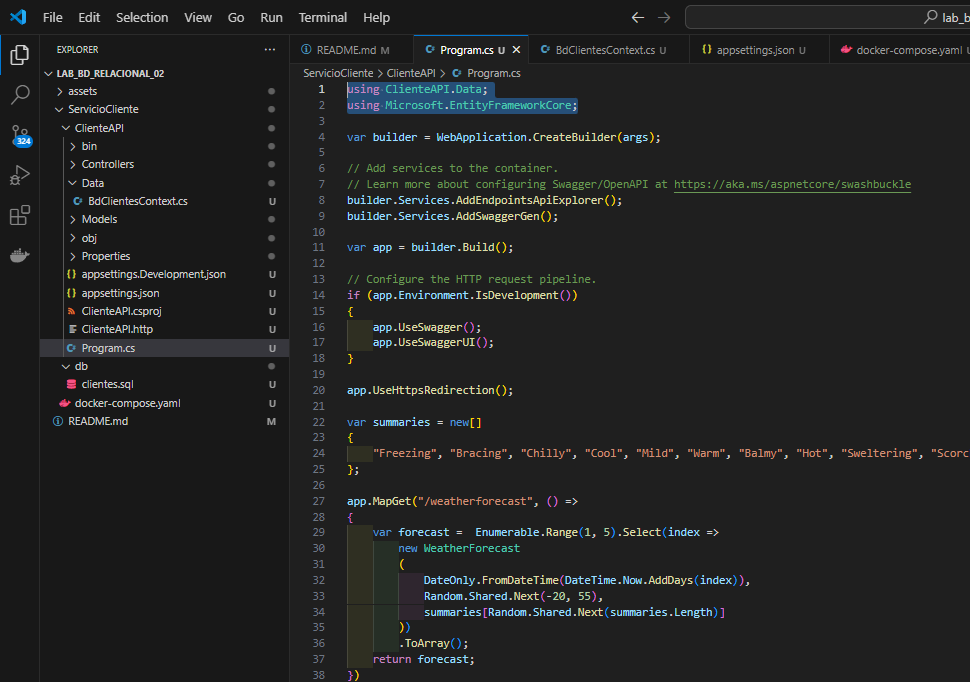 File Edit Selection View Go Run Terminal Help
lab_b
EXPLORER
LAB_BD_RELACIONAL_02
assets
ServicioCliente
ClienteAPI
bin
Controllers
Data
BdClientesContext.cs U
Models
obj
Properties
appsettings.Development.json U
appsettings.json U
ClienteAPI.csproj U
ClienteAPI.http U
Program.cs U
db
clientes.sql U
docker-compose.yaml U
README.md M
324
README.md M
Program.cs U
BdClientesContext.cs U
appsettings.json U
docker-compose.yaml U
ServicioCliente > ClienteAPI > Program.cs
1 using ClienteAPI.Data;
2 using Microsoft.EntityFrameworkCore;
3
4 var builder = WebApplication.CreateBuilder(args);
5
6 // Add services to the container.
7 // Learn more about configuring Swagger/OpenAPI at https://aka.ms/aspnetcore/swashbuckle
8 builder.Services.AddEndpointsApiExplorer();
9 builder.Services.AddSwaggerGen();
10
11 var app = builder.Build();
12
13 // Configure the HTTP request pipeline.
14 if (app.Environment.IsDevelopment())
15 {
16 app.UseSwagger();
17 app.UseSwaggerUI();
18 }
19
20 app.UseHttpsRedirection();
21
22 var summaries = new[]
23 {
24 "Freezing", "Bracing", "Chilly", "Cool", "Mild", "Warm", "Balmy", "Hot", "Sweltering", "Scorc
25 };
26
27 app.MapGet("/weatherforecast", () =>
28 {
29 var forecast = Enumerable.Range(1, 5).Select(index =>
30 new WeatherForecast
31 (
32 DateOnly.FromDateTime(DateTime.Now.AddDays(index)),
33 Random.Shared.Next(-20, 55),
34 summaries[Random.Shared.Next(summaries.Length)]
35 ))
36 .ToArray();
37 return forecast;
38 })